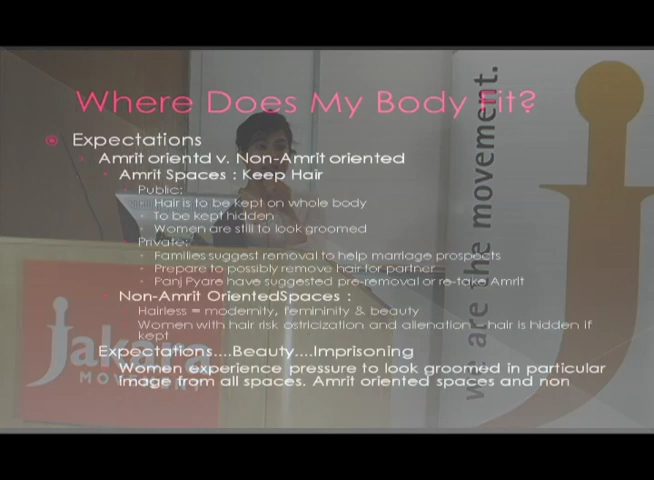 Where Does My Body Fit?
Expectations
Amrit orientd v. Non-Amrit oriented
Amrit Spaces : Keep Hair
Public:
Hair is to be kept on whole body
To be kept hidden
Women are still to look groomed
Private:
Families suggest removal to help marriage prospects
Prepare to possibly remove hair for partner
Panj Pyare have suggested pre-removal or re-take Amrit
Non-Amrit OrientedSpaces :
Hairless = modernity, femininity & beauty
Women with hair risk ostricization and alienation - hair is hidden if
kept
Expectations....Beauty....Imprisoning
Women experience pressure to look groomed in particular
image from all spaces. Amrit oriented spaces and non
we are the movement.
jakara
MOVEMENT
j